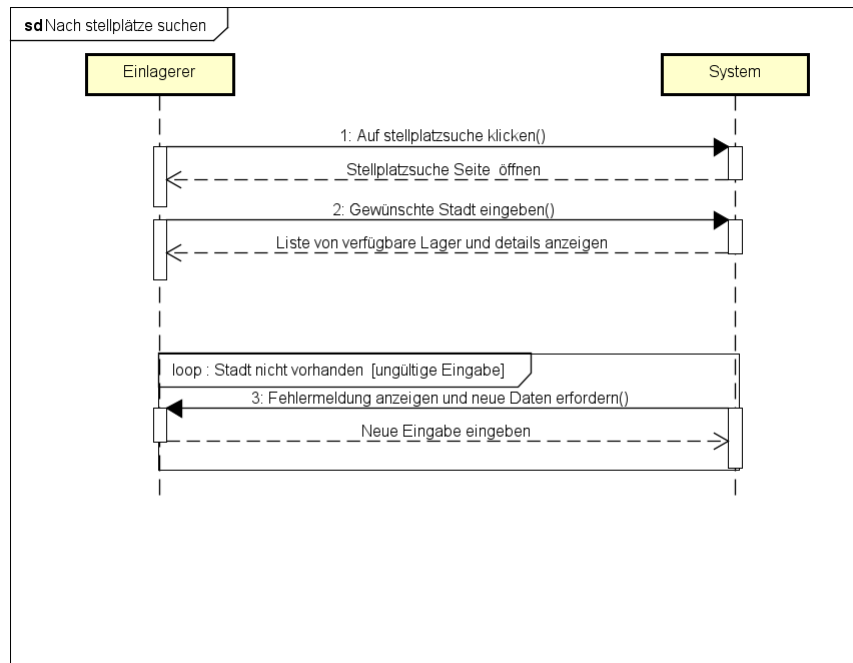 sd Nach stellplätze suchen
Einlagerer
System
1: Auf stellplatzsuche klicken()
Stellplatzsuche Seite öffnen
2: Gewünschte Stadt eingeben()
Liste von verfügbare Lager und details anzeigen
loop : Stadt nicht vorhanden [ungültige Eingabe]
3: Fehlermeldung anzeigen und neue Daten erfordern()
Neue Eingabe eingeben